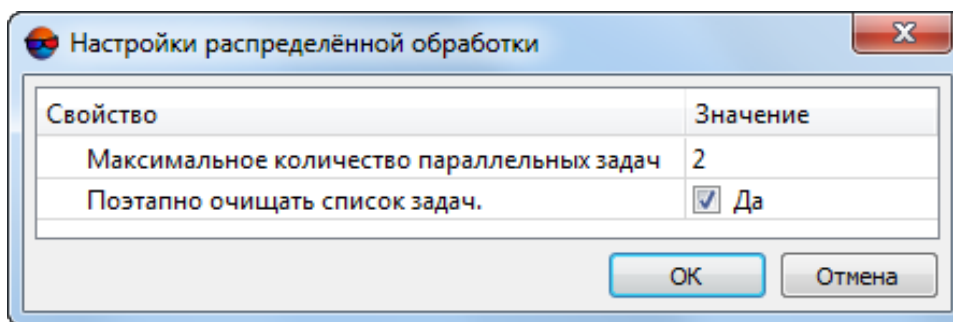 Настройки распределённой обработки
Свойство Значение
Максимальное количество параллельных задач 2
Поэтапно очищать список задач. Да
OK Отмена